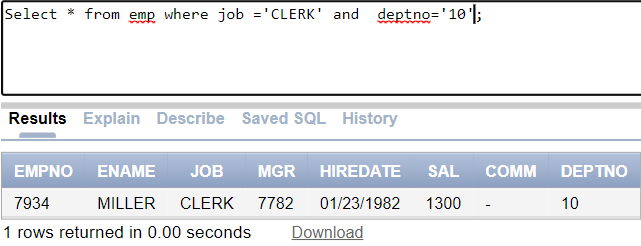 Select * from emp where job ='CLERK' and  deptno='10';
Results Explain Describe Saved SQL History
EMPNO ENAME JOB MGR HIREDATE SAL COMM DEPTNO
7934 MILLER CLERK 7782 01/23/1982 1300 - 10
1 rows returned in 0.00 seconds Download